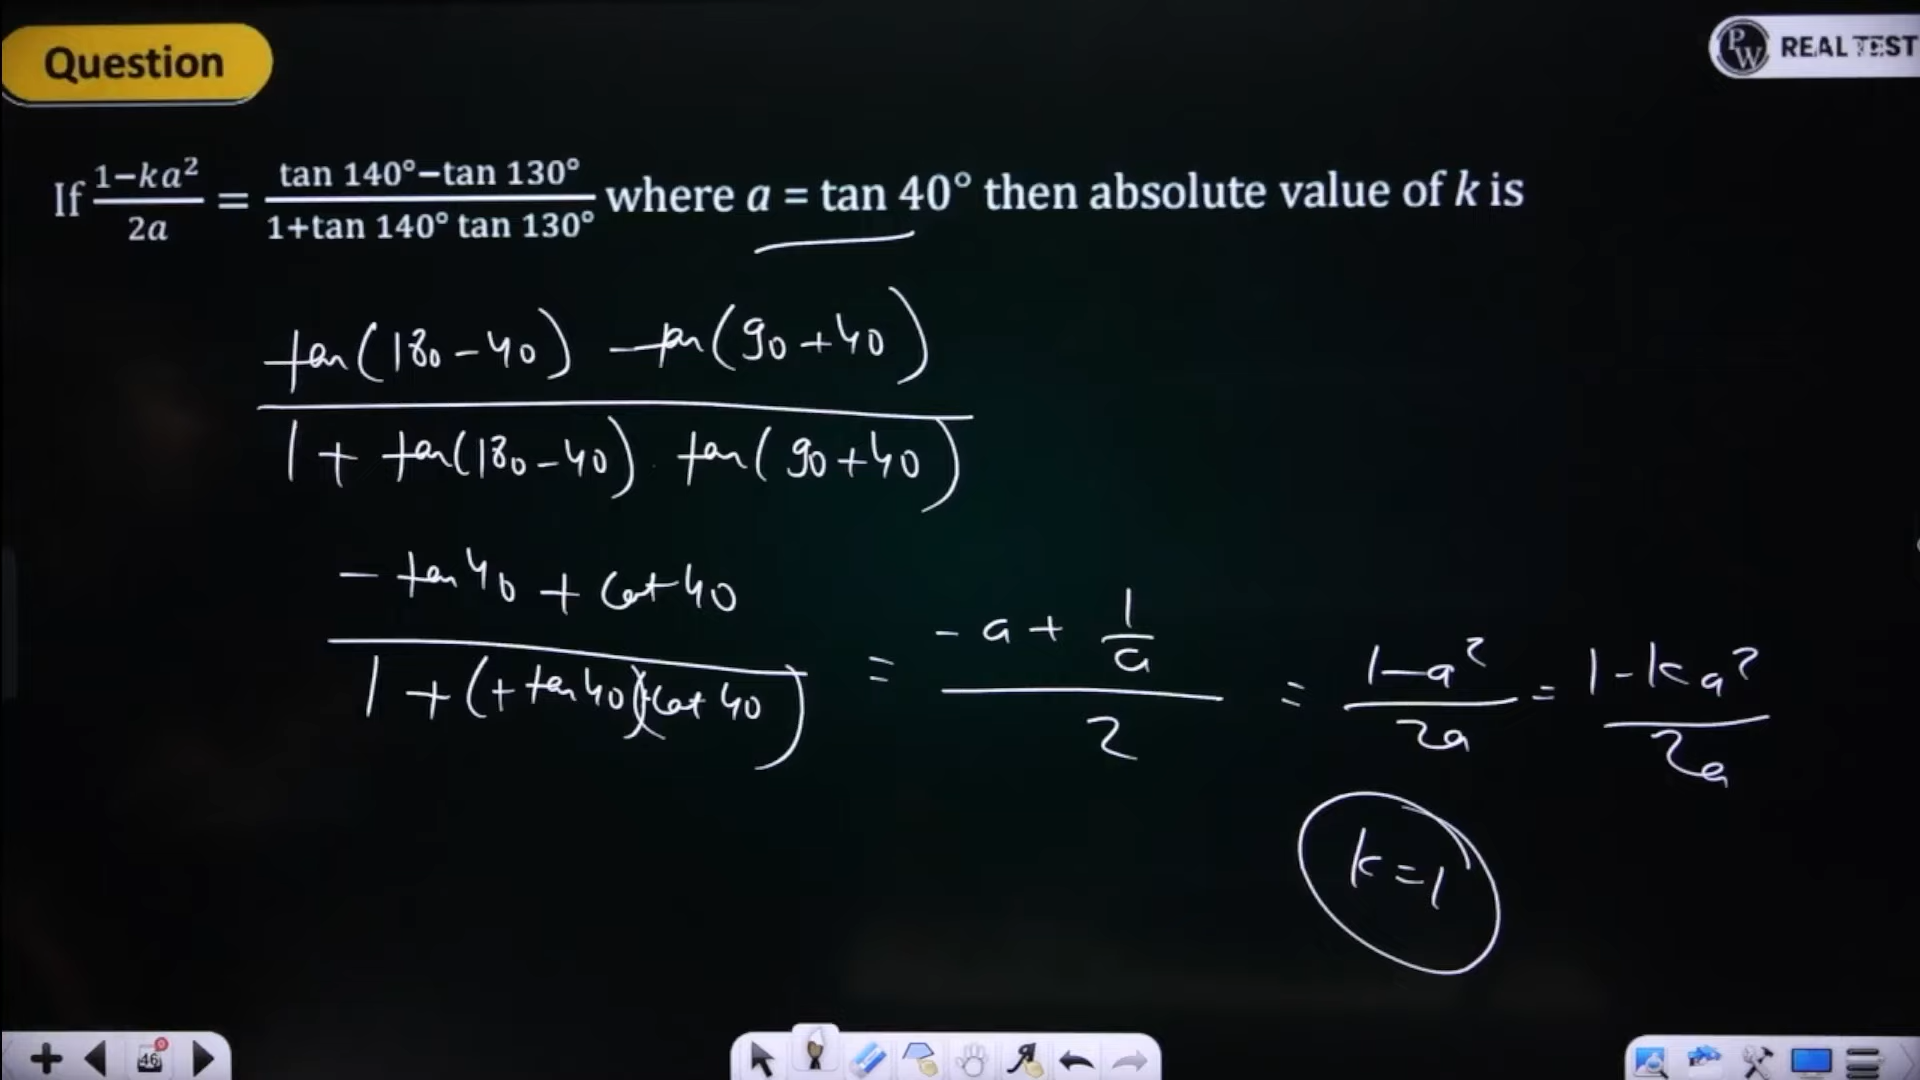 Question
PW REAL TEST
If (1−ka²)/(2a) = (tan 140°−tan 130°)/(1+tan 140° tan 130°) where a = tan 40° then absolute value of k is
tan(180-40) - tan(90+40)
1 + tan(180-40) . tan(90+40)
- tan 40 + cot 40
1 + (+ tan 40)(+cot 40) = (- a + 1/a)/2 = (1-a²)/(2a) = (1-ka²)/(2a)
k = 1
46